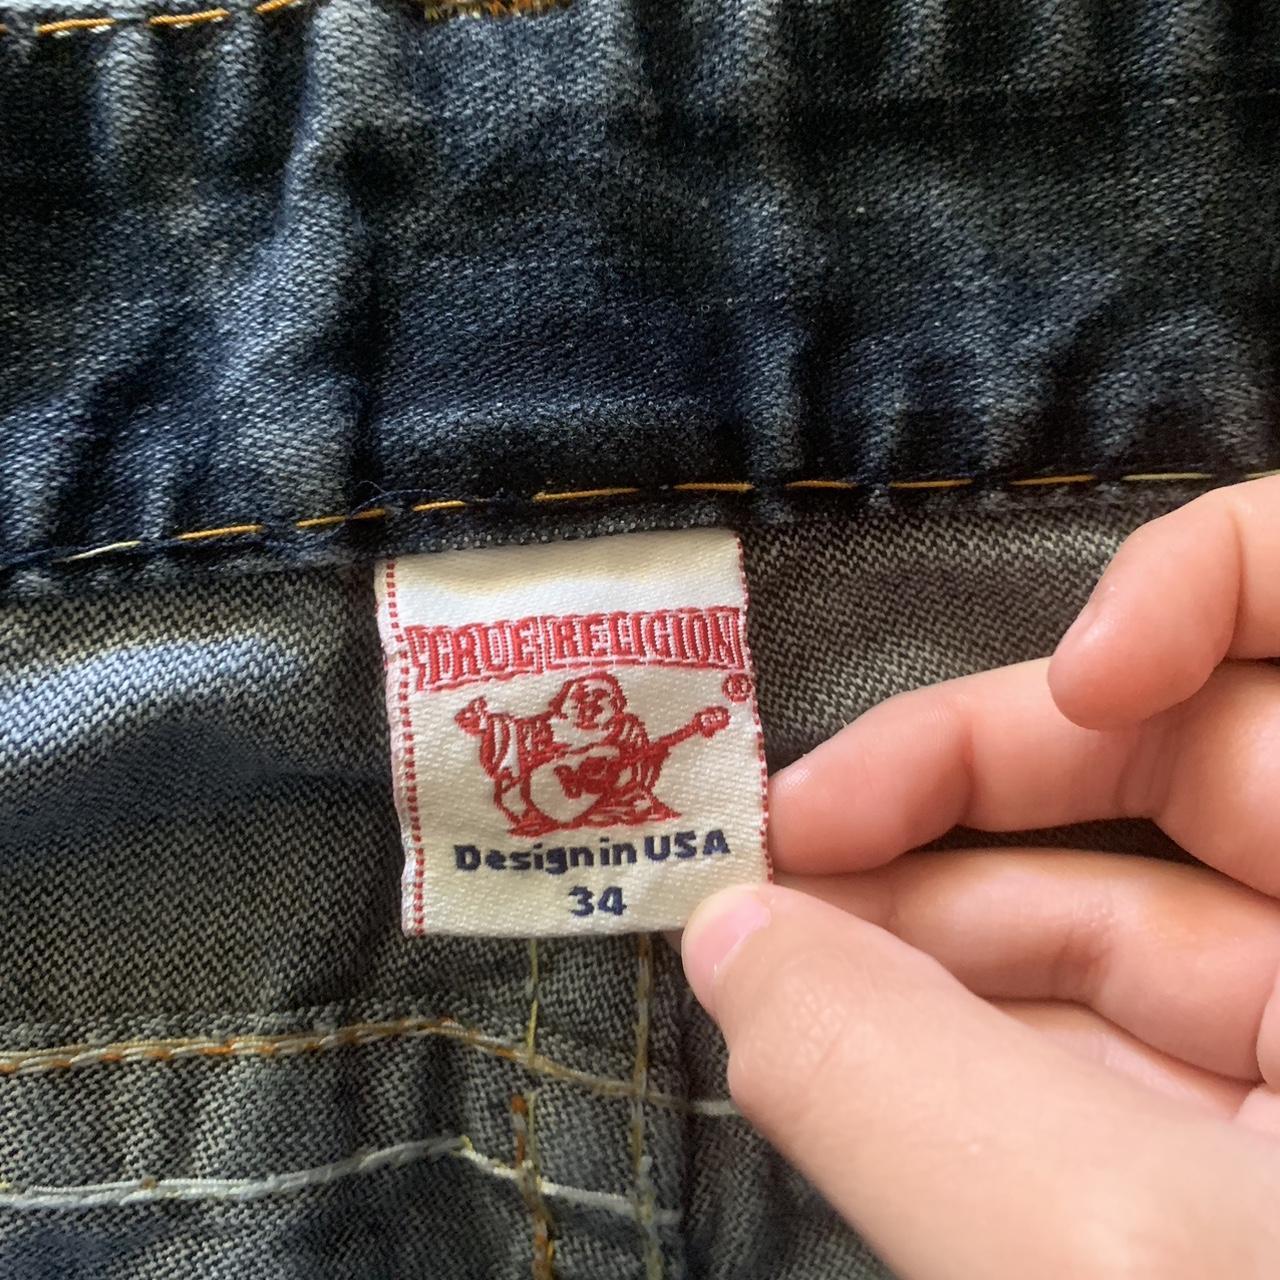 TRUE RELIGION
®
Design in USA
34